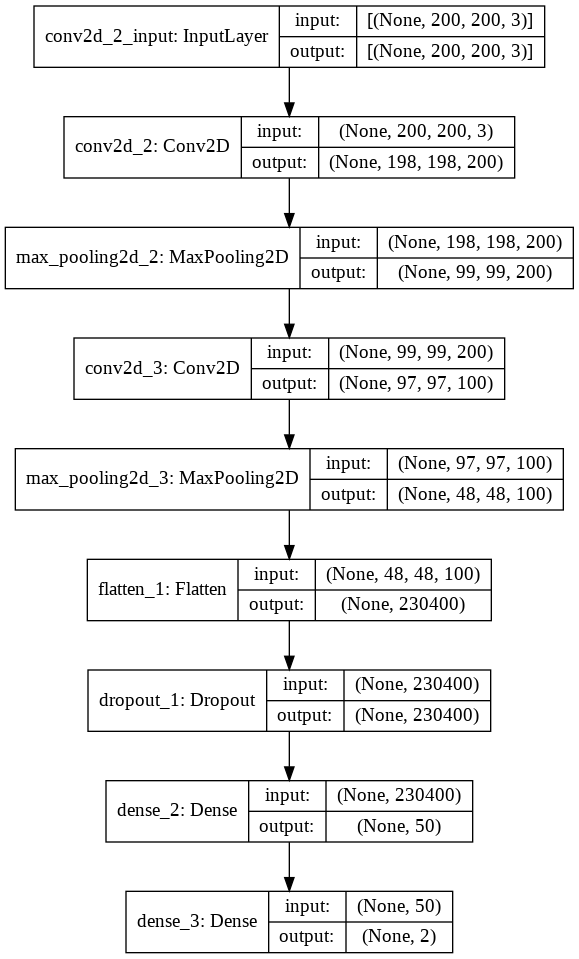 conv2d_2_input: InputLayer
input:
[(None, 200, 200, 3)]
output:
[(None, 200, 200, 3)]
conv2d_2: Conv2D
input:
(None, 200, 200, 3)
output:
(None, 198, 198, 200)
max_pooling2d_2: MaxPooling2D
input:
(None, 198, 198, 200)
output:
(None, 99, 99, 200)
conv2d_3: Conv2D
input:
(None, 99, 99, 200)
output:
(None, 97, 97, 100)
max_pooling2d_3: MaxPooling2D
input:
(None, 97, 97, 100)
output:
(None, 48, 48, 100)
flatten_1: Flatten
input:
(None, 48, 48, 100)
output:
(None, 230400)
dropout_1: Dropout
input:
(None, 230400)
output:
(None, 230400)
dense_2: Dense
input:
(None, 230400)
output:
(None, 50)
dense_3: Dense
input:
(None, 50)
output:
(None, 2)